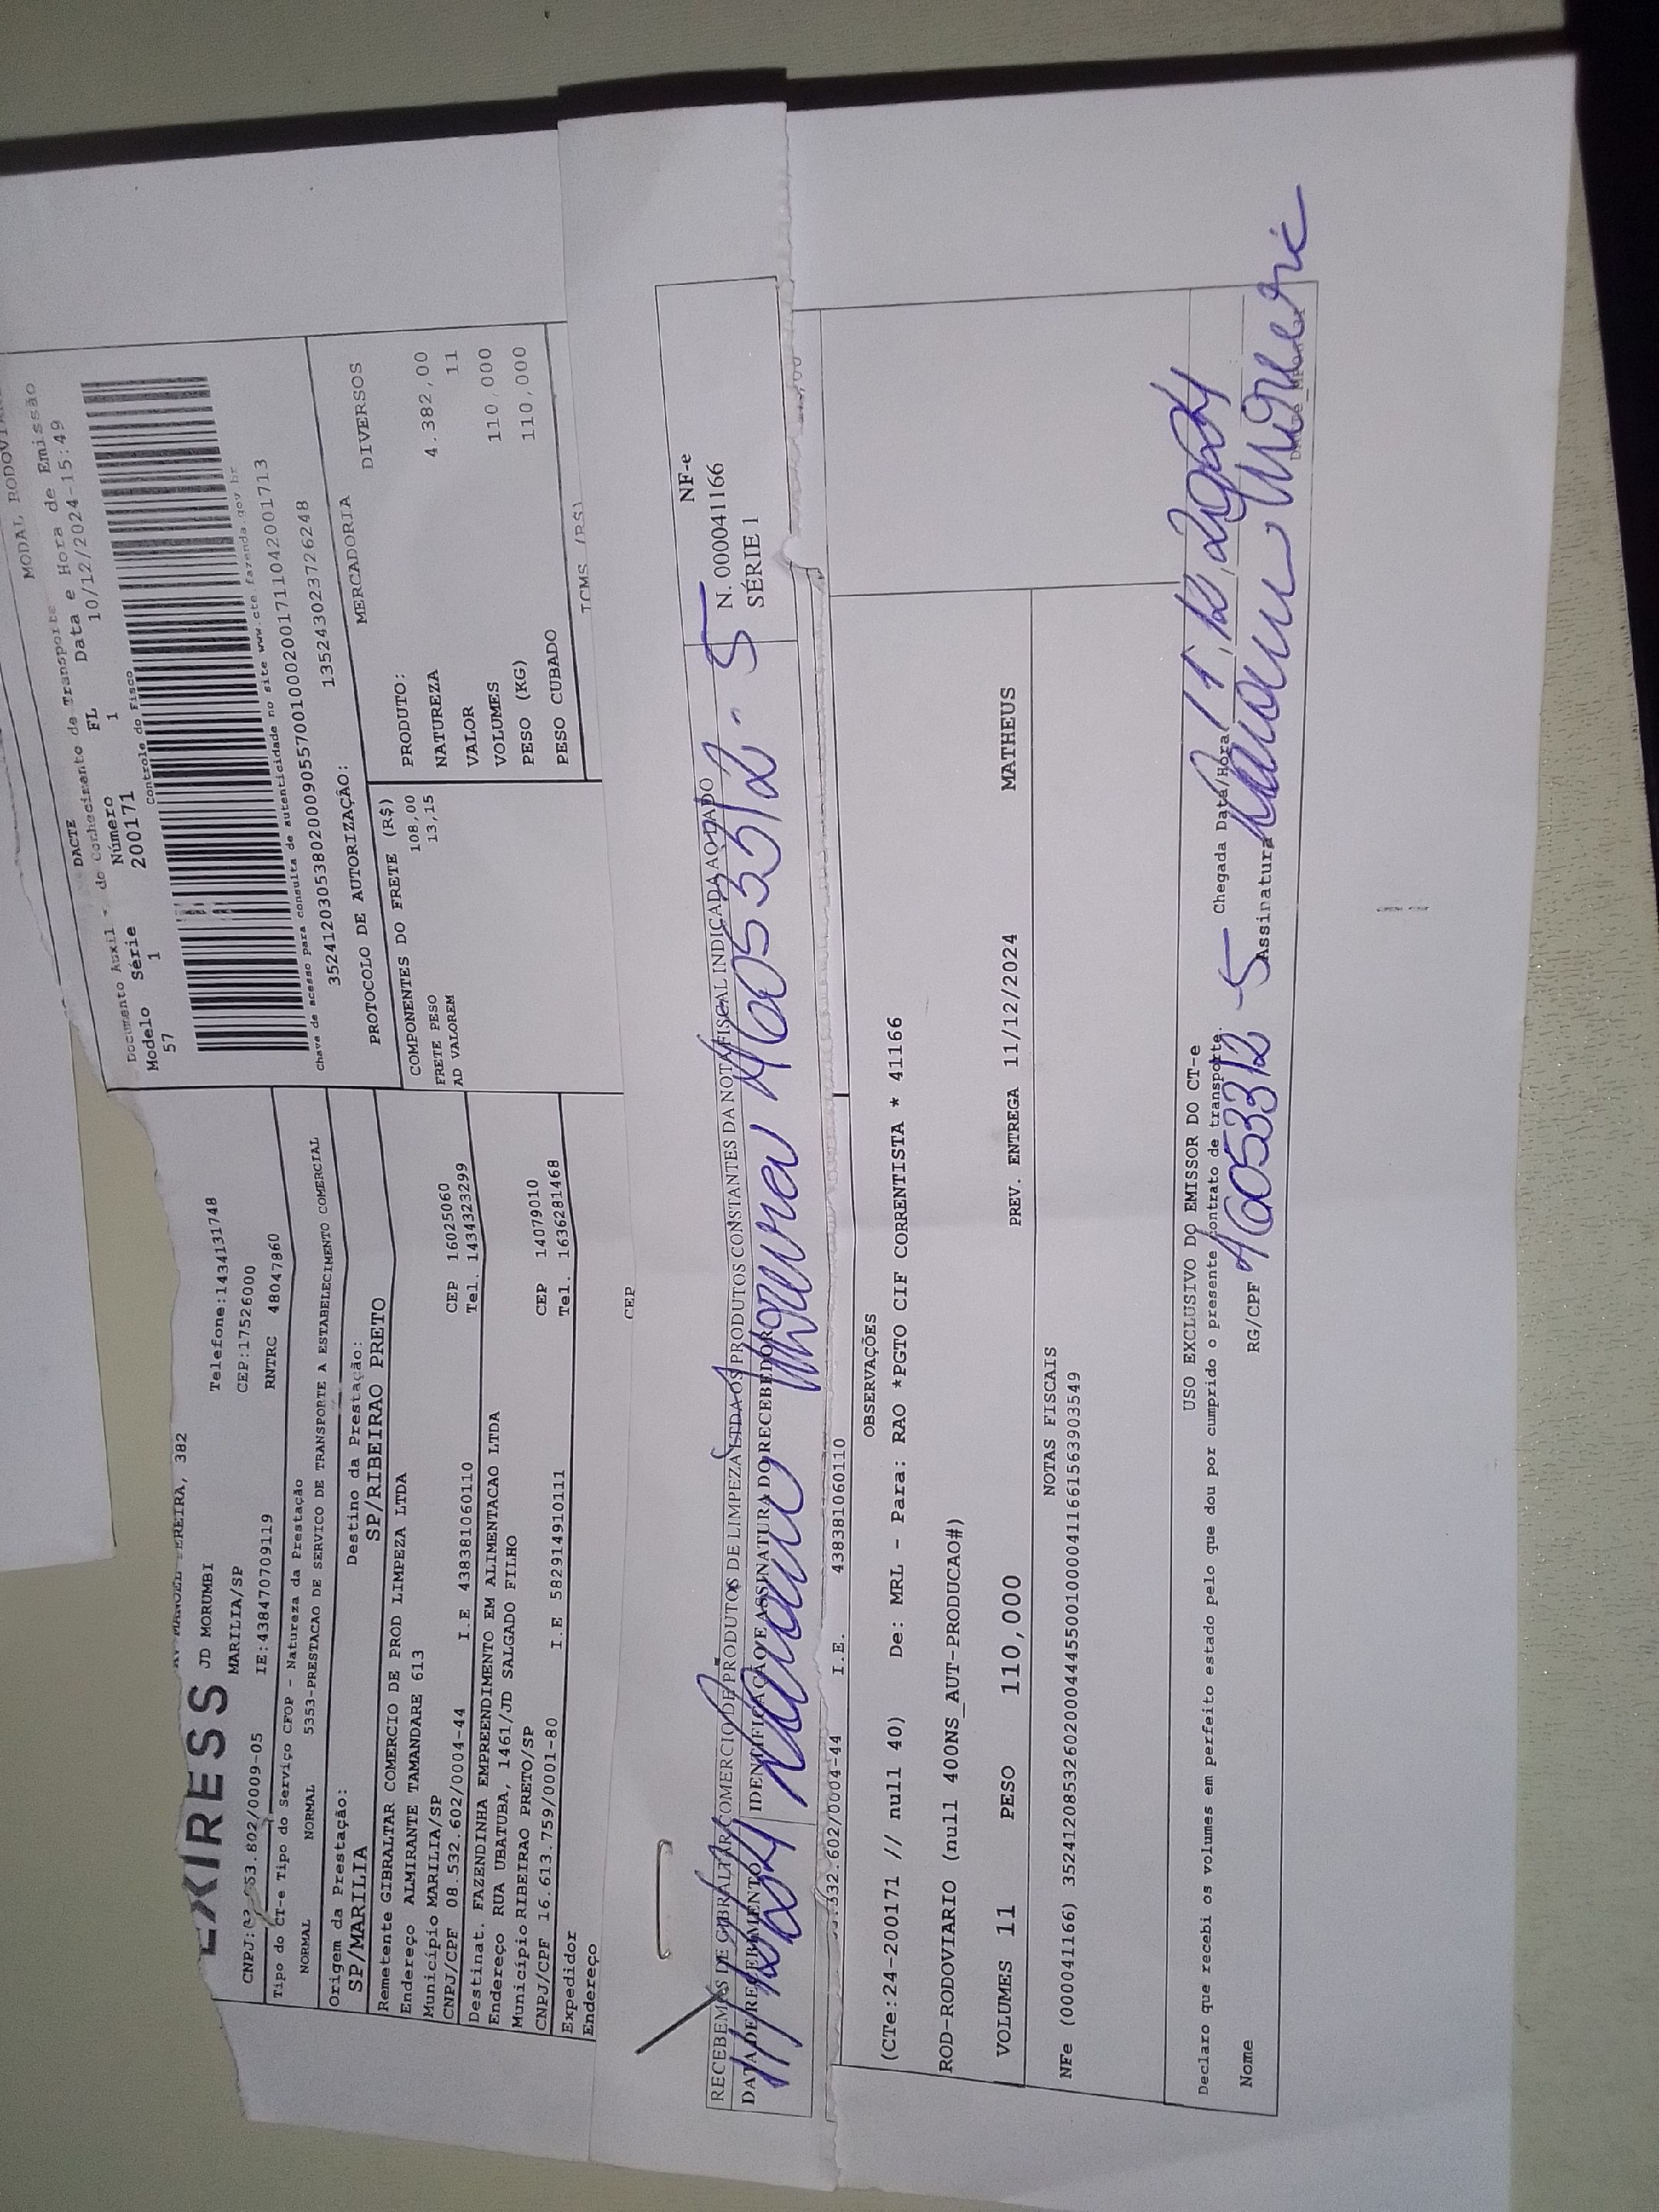 MODAL RODOVIÁR
DACTE
Documento Auxil - do Conhecimento de Transporte
Data e Hora de Emissão
Modelo Série Número FL
57 1 200171 1 10/12/2024-15:49
controle do Fisco
chave de acesso para consulta de autenticidade no site www.cte.fazenda.gov.br
35241203053802000905570010002001711042001713
PROTOCOLO DE AUTORIZAÇÃO: 135243023726248
EXPRESS
MANOEL PEREIRA, 382
JD MORUMBI Telefone:1434131748
MARILIA/SP CEP:17526000
CNPJ: 53.802/0009-05 IE:438470709119 RNTRC 48047860
Tipo do CT-e Tipo do Serviço CFOP - Natureza da Prestação
NORMAL NORMAL 5353-PRESTACAO DE SERVICO DE TRANSPORTE A ESTABELECIMENTO COMERCIAL
Origem da Prestação: Destino da Prestação:
SP/MARILIA SP/RIBEIRAO PRETO
Remetente GIBRALTAR COMERCIO DE PROD LIMPEZA LTDA
Endereço ALMIRANTE TAMANDARE 613
Município MARILIA/SP CEP 16025060
CNPJ/CPF 08.532.602/0004-44 I.E 438381060110 Tel. 1434323299
Destinat. FAZENDINHA EMPREENDIMENTO EM ALIMENTACAO LTDA
Endereço RUA UBATUBA, 1461/JD SALGADO FILHO
Município RIBEIRAO PRETO/SP CEP 14079010
CNPJ/CPF 16.613.759/0001-80 I.E 582914910111 Tel. 1636281468
Expedidor
Endereço
COMPONENTES DO FRETE (R$)
FRETE PESO 108,00
AD VALOREM 13,15
MERCADORIA
PRODUTO: DIVERSOS
NATUREZA
VALOR 4.382,00
VOLUMES 11
PESO (KG) 110,000
PESO CUBADO 110,000
ICMS (R$)
CEP
RECEBEMOS DE GIBRALTAR COMERCIO DE PRODUTOS DE LIMPEZA LTDA OS PRODUTOS CONSTANTES DA NOTA FISCAL INDICADA AO LADO
DATA DE RECEBIMENTO IDENTIFICAÇÃO E ASSINATURA DO RECEBEDOR
NF-e
N. 000041166
SÉRIE 1
.332.602/0004-44 I.E. 438381060110
OBSERVAÇÕES
(CTe:24-200171 // null 40) De: MRL - Para: RAO *PGTO CIF CORRENTISTA * 41166
ROD-RODOVIARIO (null 400NS_AUT-PRODUCAO#)
VOLUMES 11 PESO 110,000 PREV. ENTREGA 11/12/2024 MATHEUS
NOTAS FISCAIS
NFe (000041166) 35241208532602000444550010000411661563903549
USO EXCLUSIVO DO EMISSOR DO CT-e
Declaro que recebi os volumes em perfeito estado pelo que dou por cumprido o presente contrato de transporte.
Chegada Data/Hora 11/12/2024
Nome RG/CPF Assinatura